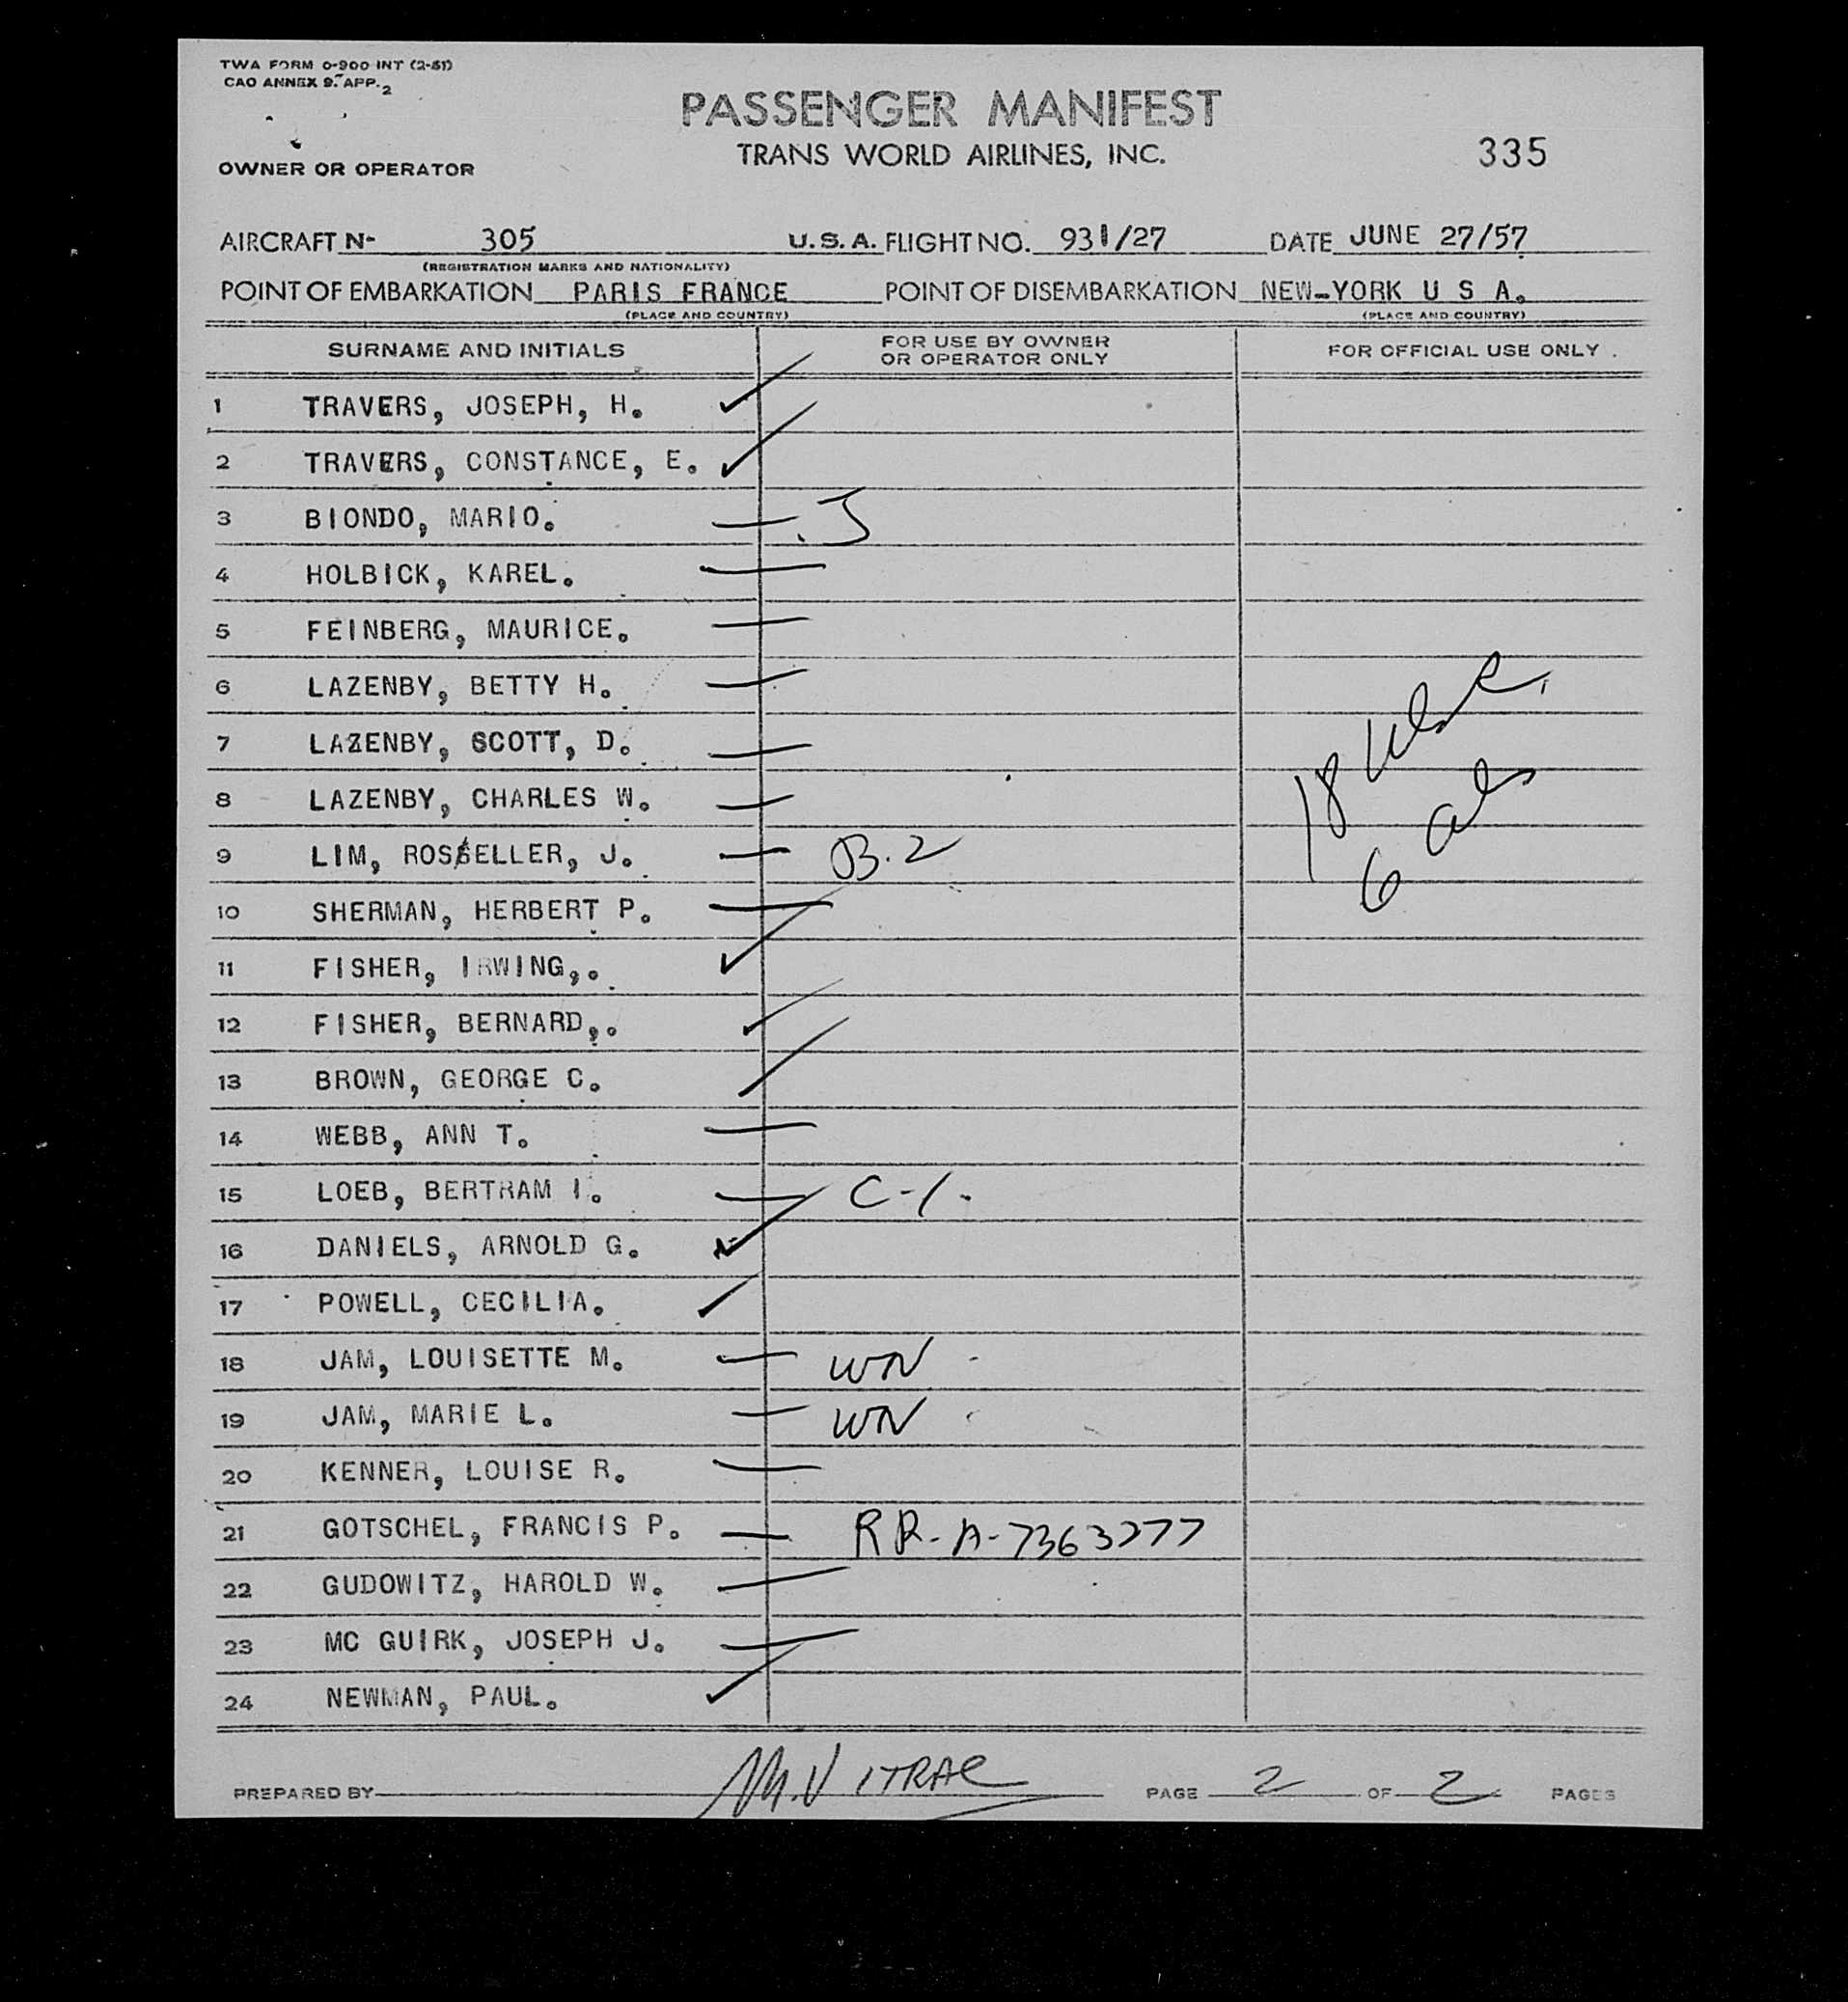 TWA FORM 0-900 INT (2-51)
CAO ANNEX 9. APP. 2
PASSENGER MANIFEST
TRANS WORLD AIRLINES, INC.
335
OWNER OR OPERATOR
AIRCRAFT N- 305 U.S.A. FLIGHT NO. 931/27 DATE JUNE 27/57
(REGISTRATION MARKS AND NATIONALITY)
POINT OF EMBARKATION PARIS FRANCE POINT OF DISEMBARKATION NEW-YORK U S A.
(PLACE AND COUNTRY) (PLACE AND COUNTRY)
SURNAME AND INITIALS FOR USE BY OWNER OR OPERATOR ONLY FOR OFFICIAL USE ONLY
1 TRAVERS, JOSEPH, H.
2 TRAVERS, CONSTANCE, E.
3 BIONDO, MARIO. J
4 HOLBICK, KAREL.
5 FEINBERG, MAURICE.
6 LAZENBY, BETTY H.
7 LAZENBY, SCOTT, D.
8 LAZENBY, CHARLES W.
9 LIM, ROSSELLER, J. B.2
10 SHERMAN, HERBERT P.
11 FISHER, IRWING,.
12 FISHER, BERNARD,.
13 BROWN, GEORGE C.
14 WEBB, ANN T.
15 LOEB, BERTRAM I. C-1.
16 DANIELS, ARNOLD G.
17 POWELL, CECILIA.
18 JAM, LOUISETTE M. WN
19 JAM, MARIE L. WN
20 KENNER, LOUISE R.
21 GOTSCHEL, FRANCIS P. RR-A-7363277
22 GUDOWITZ, HAROLD W.
23 MC GUIRK, JOSEPH J.
24 NEWMAN, PAUL.
18
6 als
PREPARED BY M. VITRAC PAGE 2 OF 2 PAGES